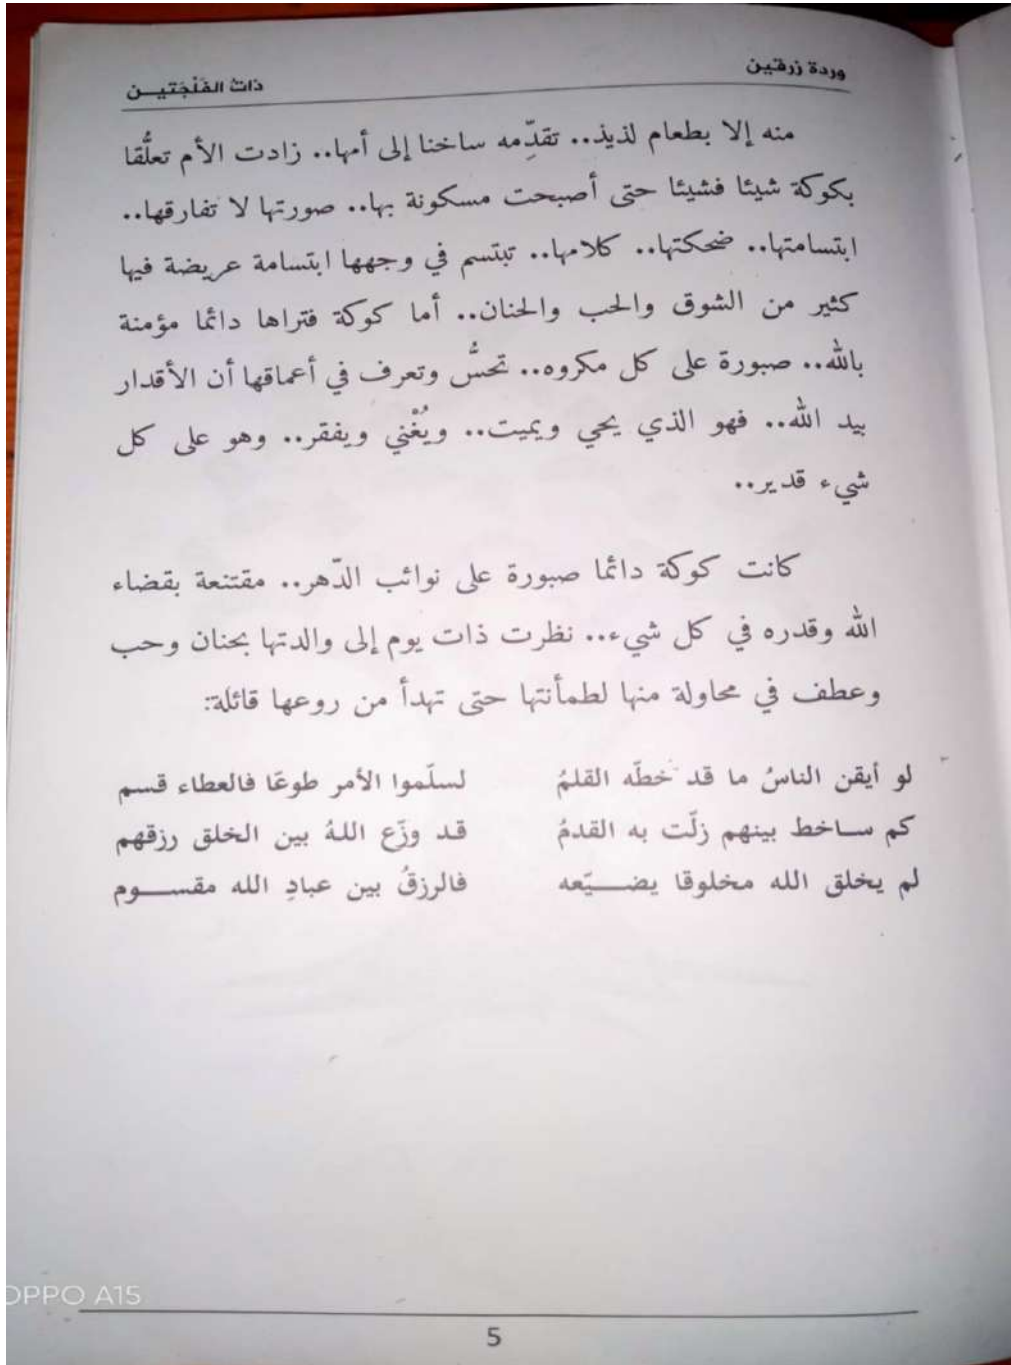 وردة زرقين
ذات الفَلْجَتيــن
منه إلا بطعام لذيذ.. تقدِّمه ساخنا إلى أمها.. زادت الأم تعلُّقا
بكوكة شيئا فشيئا حتى أصبحت مسكونة بها.. صورتها لا تفارقها..
ابتسامتها.. ضحكتها.. كلامها.. تبتسم في وجهها ابتسامة عريضة فيها
كثير من الشوق والحب والحنان.. أما كوكة فتراها دائما مؤمنة
بالله.. صبورة على كل مكروه.. تحسُّ وتعرف في أعماقها أن الأقدار
بيد الله.. فهو الذي يحي ويميت.. ويُغْني ويفقر.. وهو على كل
شيء قدير..
كانت كوكة دائما صبورة على نوائب الدّهر.. مقتنعة بقضاء
الله وقدره في كل شيء.. نظرت ذات يوم إلى والدتها بحنان وحب
وعطف في محاولة منها لطمأنتها حتى تهدأ من روعها قائلة:
لو أيقن الناسُ ما قد خطّه القلمُ لسلّموا الأمر طوعًا فالعطاء قسم
كم ســاخط بينهم زلّت به القدمُ قد وزّع اللهُ بين الخلق رزقهم
لم يخلق الله مخلوقا يضــــيّعه فالرزقُ بين عبادِ الله مقســــوم
OPPO A15
5